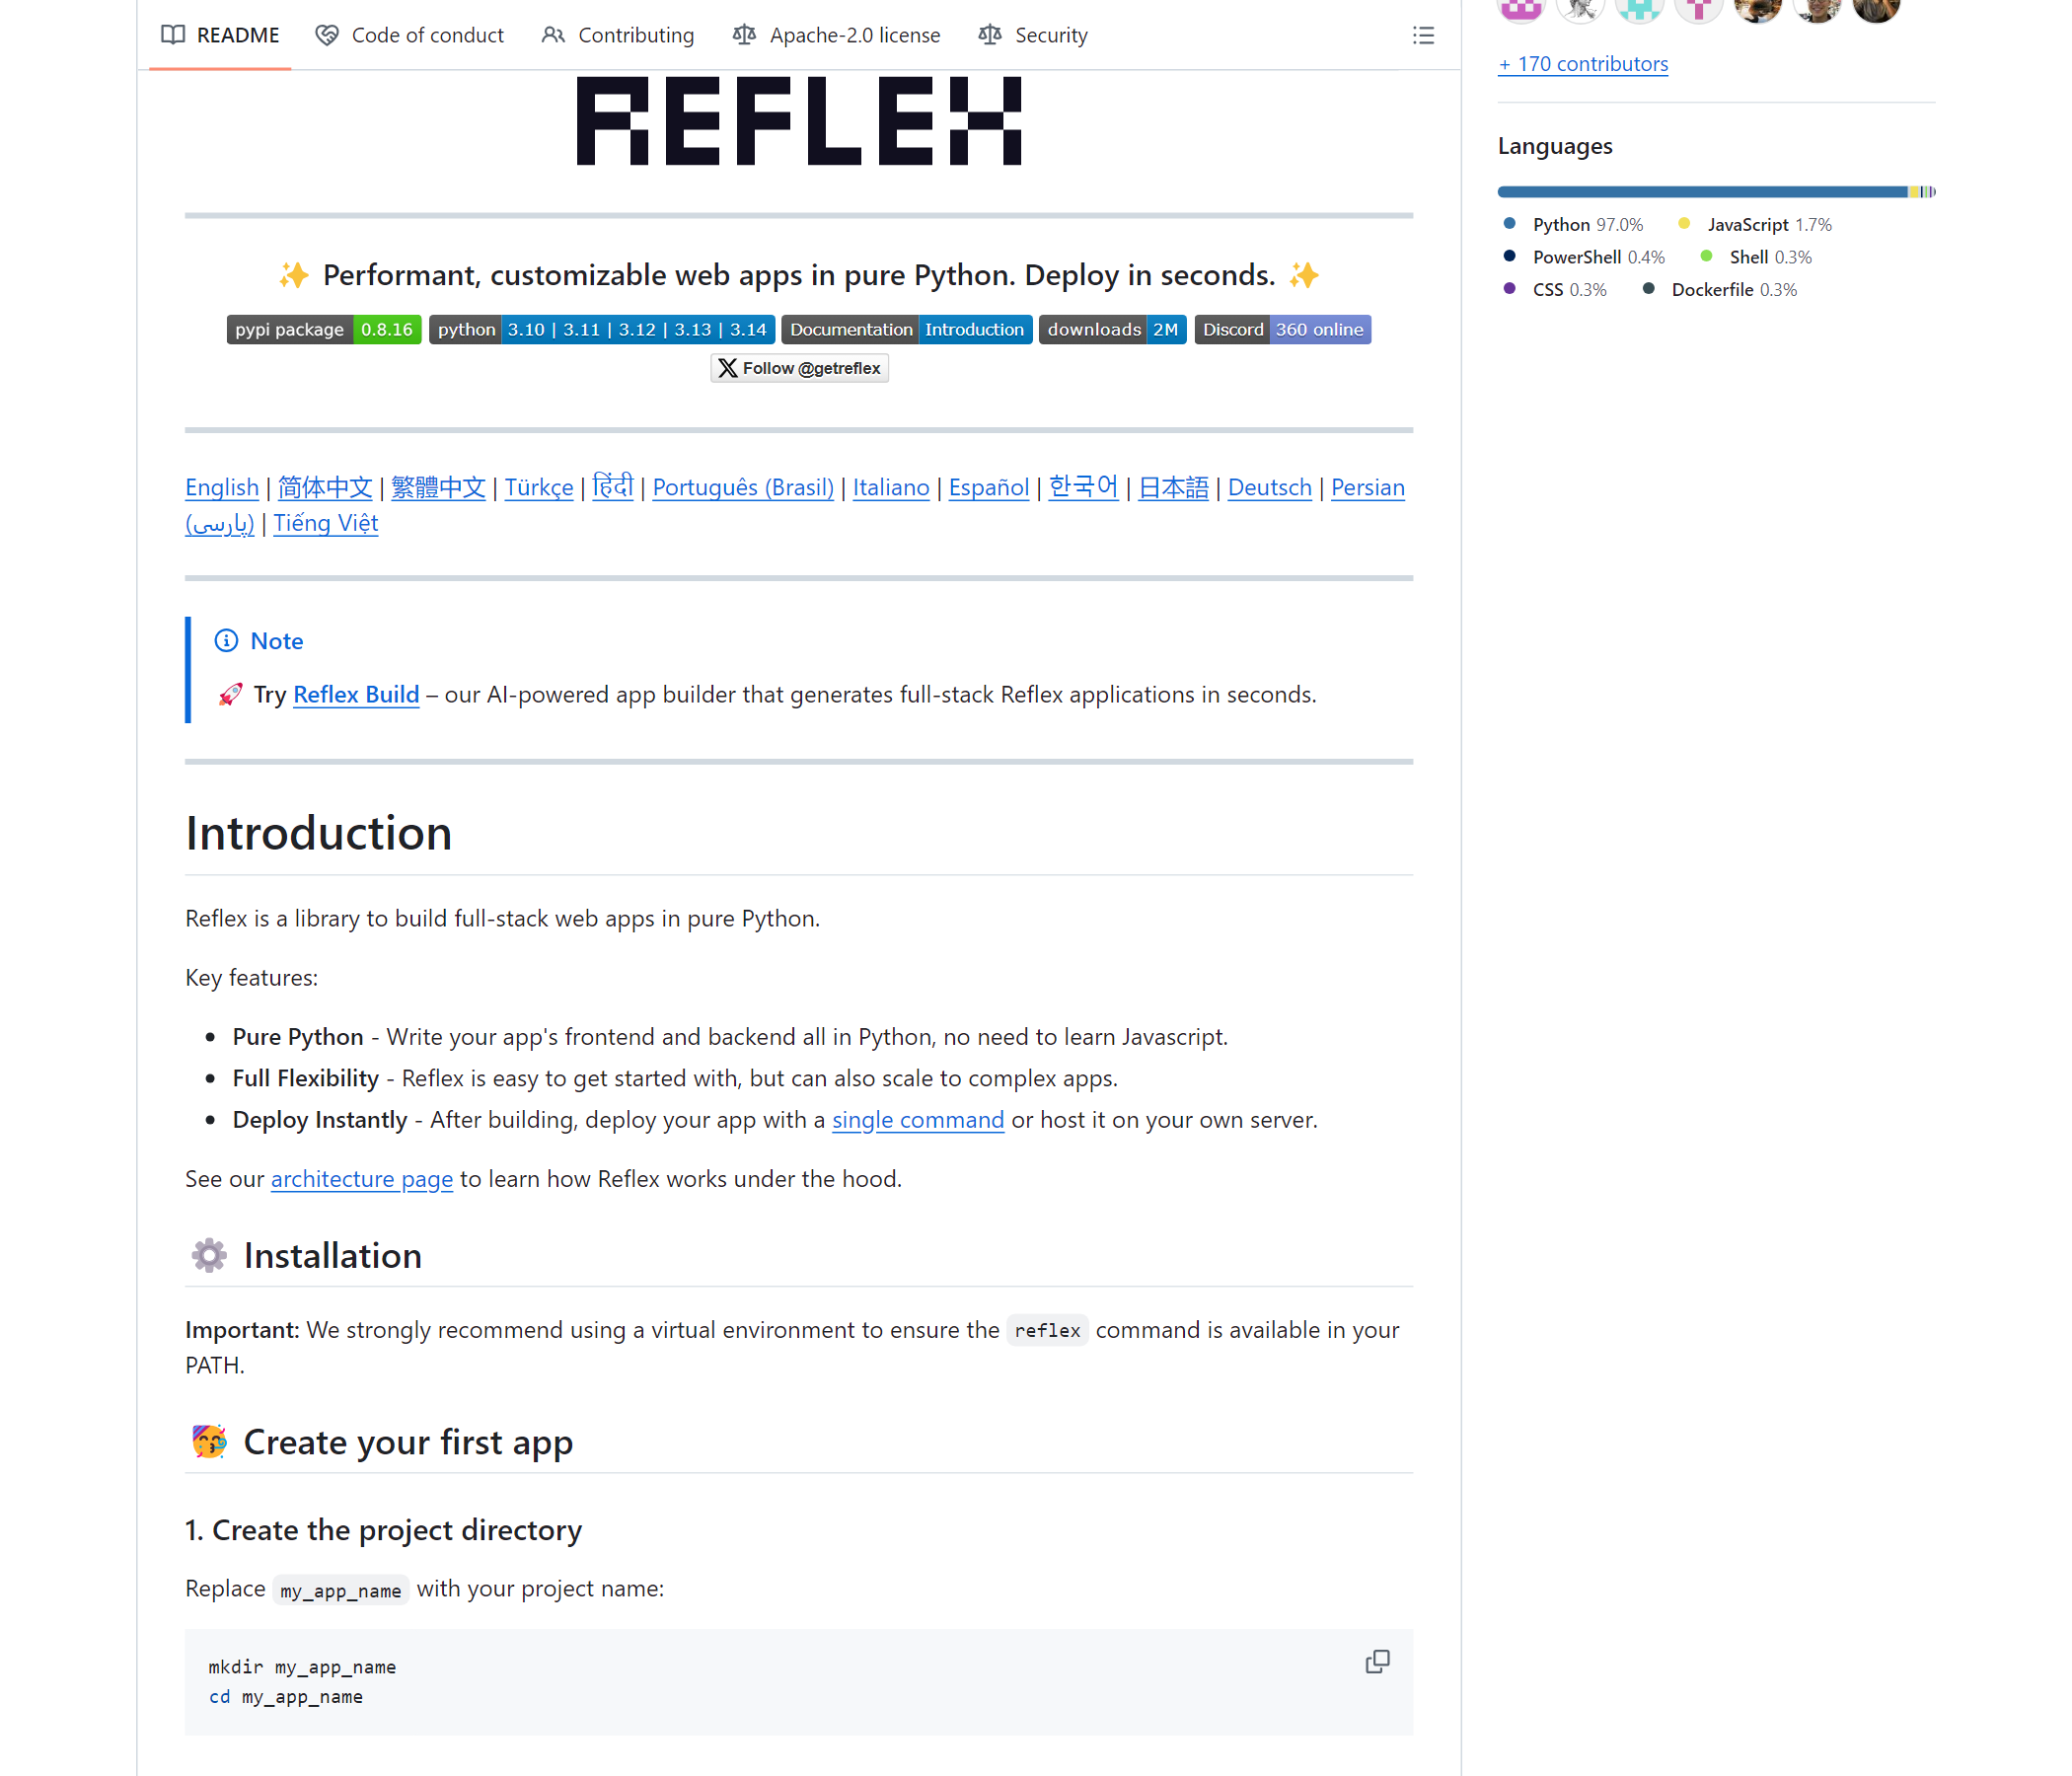 README
Code of conduct
Contributing
Apache-2.0 license
Security
REFLEX
✨ Performant, customizable web apps in pure Python. Deploy in seconds. ✨
pypi package 0.8.16
python 3.10 | 3.11 | 3.12 | 3.13 | 3.14
Documentation Introduction
downloads 2M
Discord 360 online
Follow @getreflex
English | 简体中文 | 繁體中文 | Türkçe | हिंदी | Português (Brasil) | Italiano | Español | 한국어 | 日本語 | Deutsch | Persian
(پارسی) | Tiếng Việt
Note
🚀 Try Reflex Build – our AI-powered app builder that generates full-stack Reflex applications in seconds.
Introduction
Reflex is a library to build full-stack web apps in pure Python.
Key features:
• Pure Python - Write your app's frontend and backend all in Python, no need to learn Javascript.
• Full Flexibility - Reflex is easy to get started with, but can also scale to complex apps.
• Deploy Instantly - After building, deploy your app with a single command or host it on your own server.
See our architecture page to learn how Reflex works under the hood.
⚙️ Installation
Important: We strongly recommend using a virtual environment to ensure the reflex command is available in your
PATH.
🥳 Create your first app
1. Create the project directory
Replace my_app_name with your project name:
mkdir my_app_name
cd my_app_name
+ 170 contributors
Languages
Python 97.0%
JavaScript 1.7%
PowerShell 0.4%
Shell 0.3%
CSS 0.3%
Dockerfile 0.3%